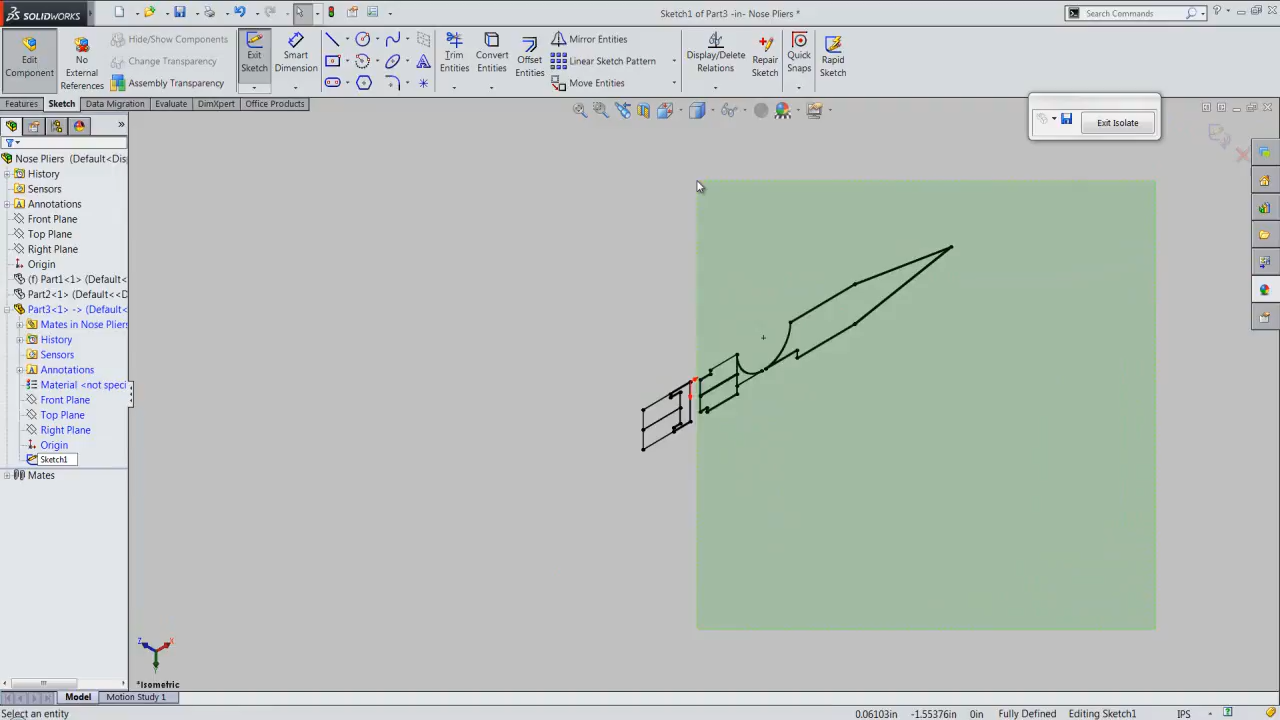 SOLIDWORKS
Sketch1 of Part3 -in- Nose Pliers *
Search Commands
Edit Component
No External References
Hide/Show Components
Change Transparency
Assembly Transparency
Exit Sketch
Smart Dimension
Trim Entities
Convert Entities
Offset Entities
Mirror Entities
Linear Sketch Pattern
Move Entities
Display/Delete Relations
Repair Sketch
Quick Snaps
Rapid Sketch
Features
Sketch
Data Migration
Evaluate
DimXpert
Office Products
Exit Isolate
Nose Pliers (Default<Dis
History
Sensors
Annotations
Front Plane
Top Plane
Right Plane
Origin
(f) Part1<1> (Default<
Part2<1> (Default<<D
Part3<1> -> (Default<
Mates in Nose Pliers
History
Sensors
Annotations
Material <not speci
Front Plane
Top Plane
Right Plane
Origin
Sketch1
Mates
Z
X
Y
*Isometric
Model
Motion Study 1
Select an entity
0.06103in
-1.55376in
0in
Fully Defined
Editing Sketch1
IPS